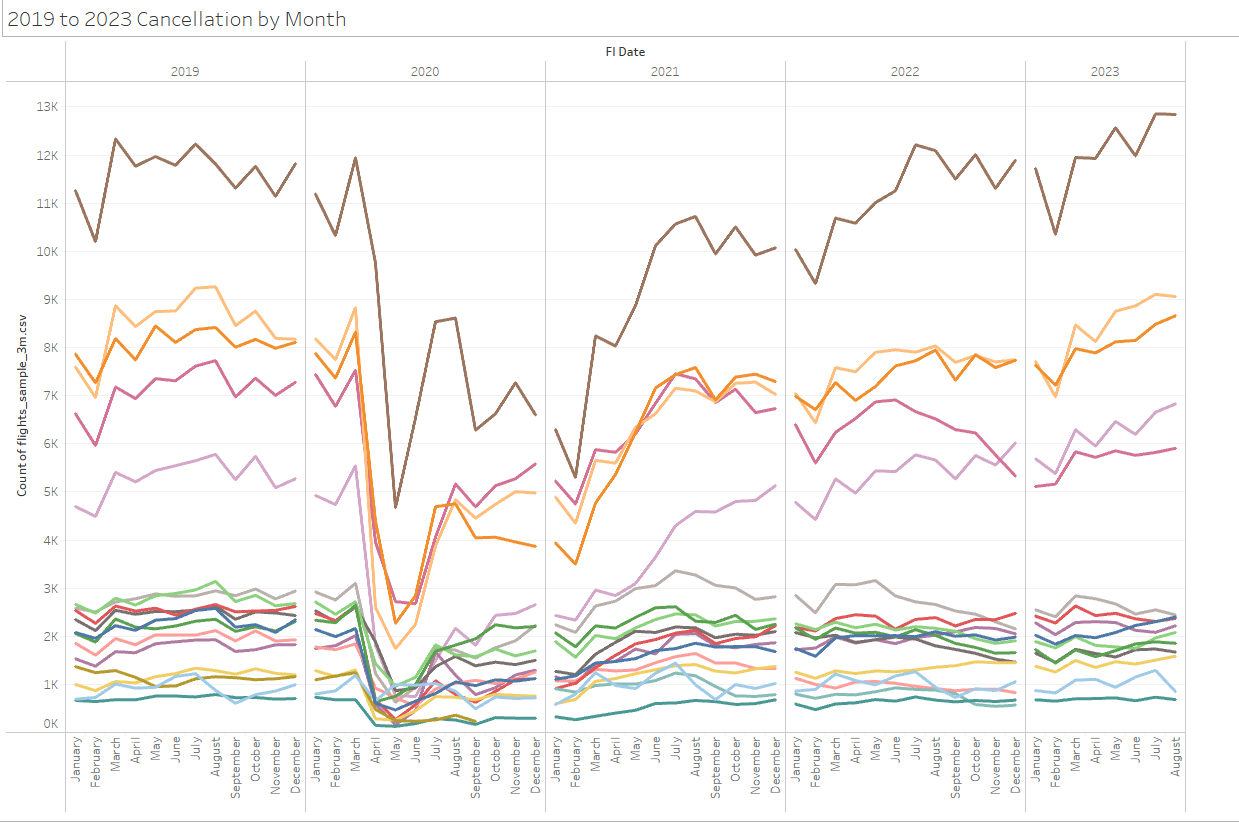 2019 to 2023 Cancellation by Month
Fl Date
2019 2020 2021 2022 2023
13K
12K
11K
10K
9K
8K
7K
6K
5K
4K
3K
2K
1K
0K
Count of flights_sample_3m.csv
January February March April May June July August September October November December January February March April May June July August September October November December January February March April May June July August September October November December January February March April May June July August September October November December January February March April May June July August